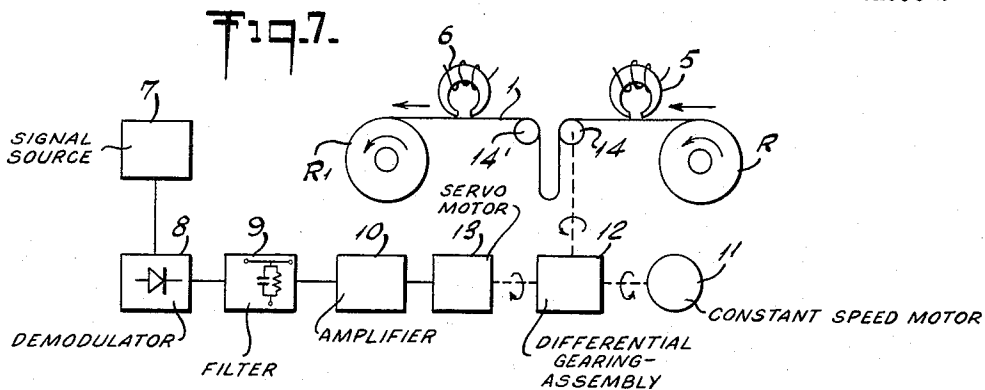 Fig.7.
6
5
1
7
SIGNAL SOURCE
R1
14'
14
R
SERVO MOTOR
8
9
10
13
12
11
DEMODULATOR
FILTER
AMPLIFIER
DIFFERENTIAL GEARING-ASSEMBLY
CONSTANT SPEED MOTOR